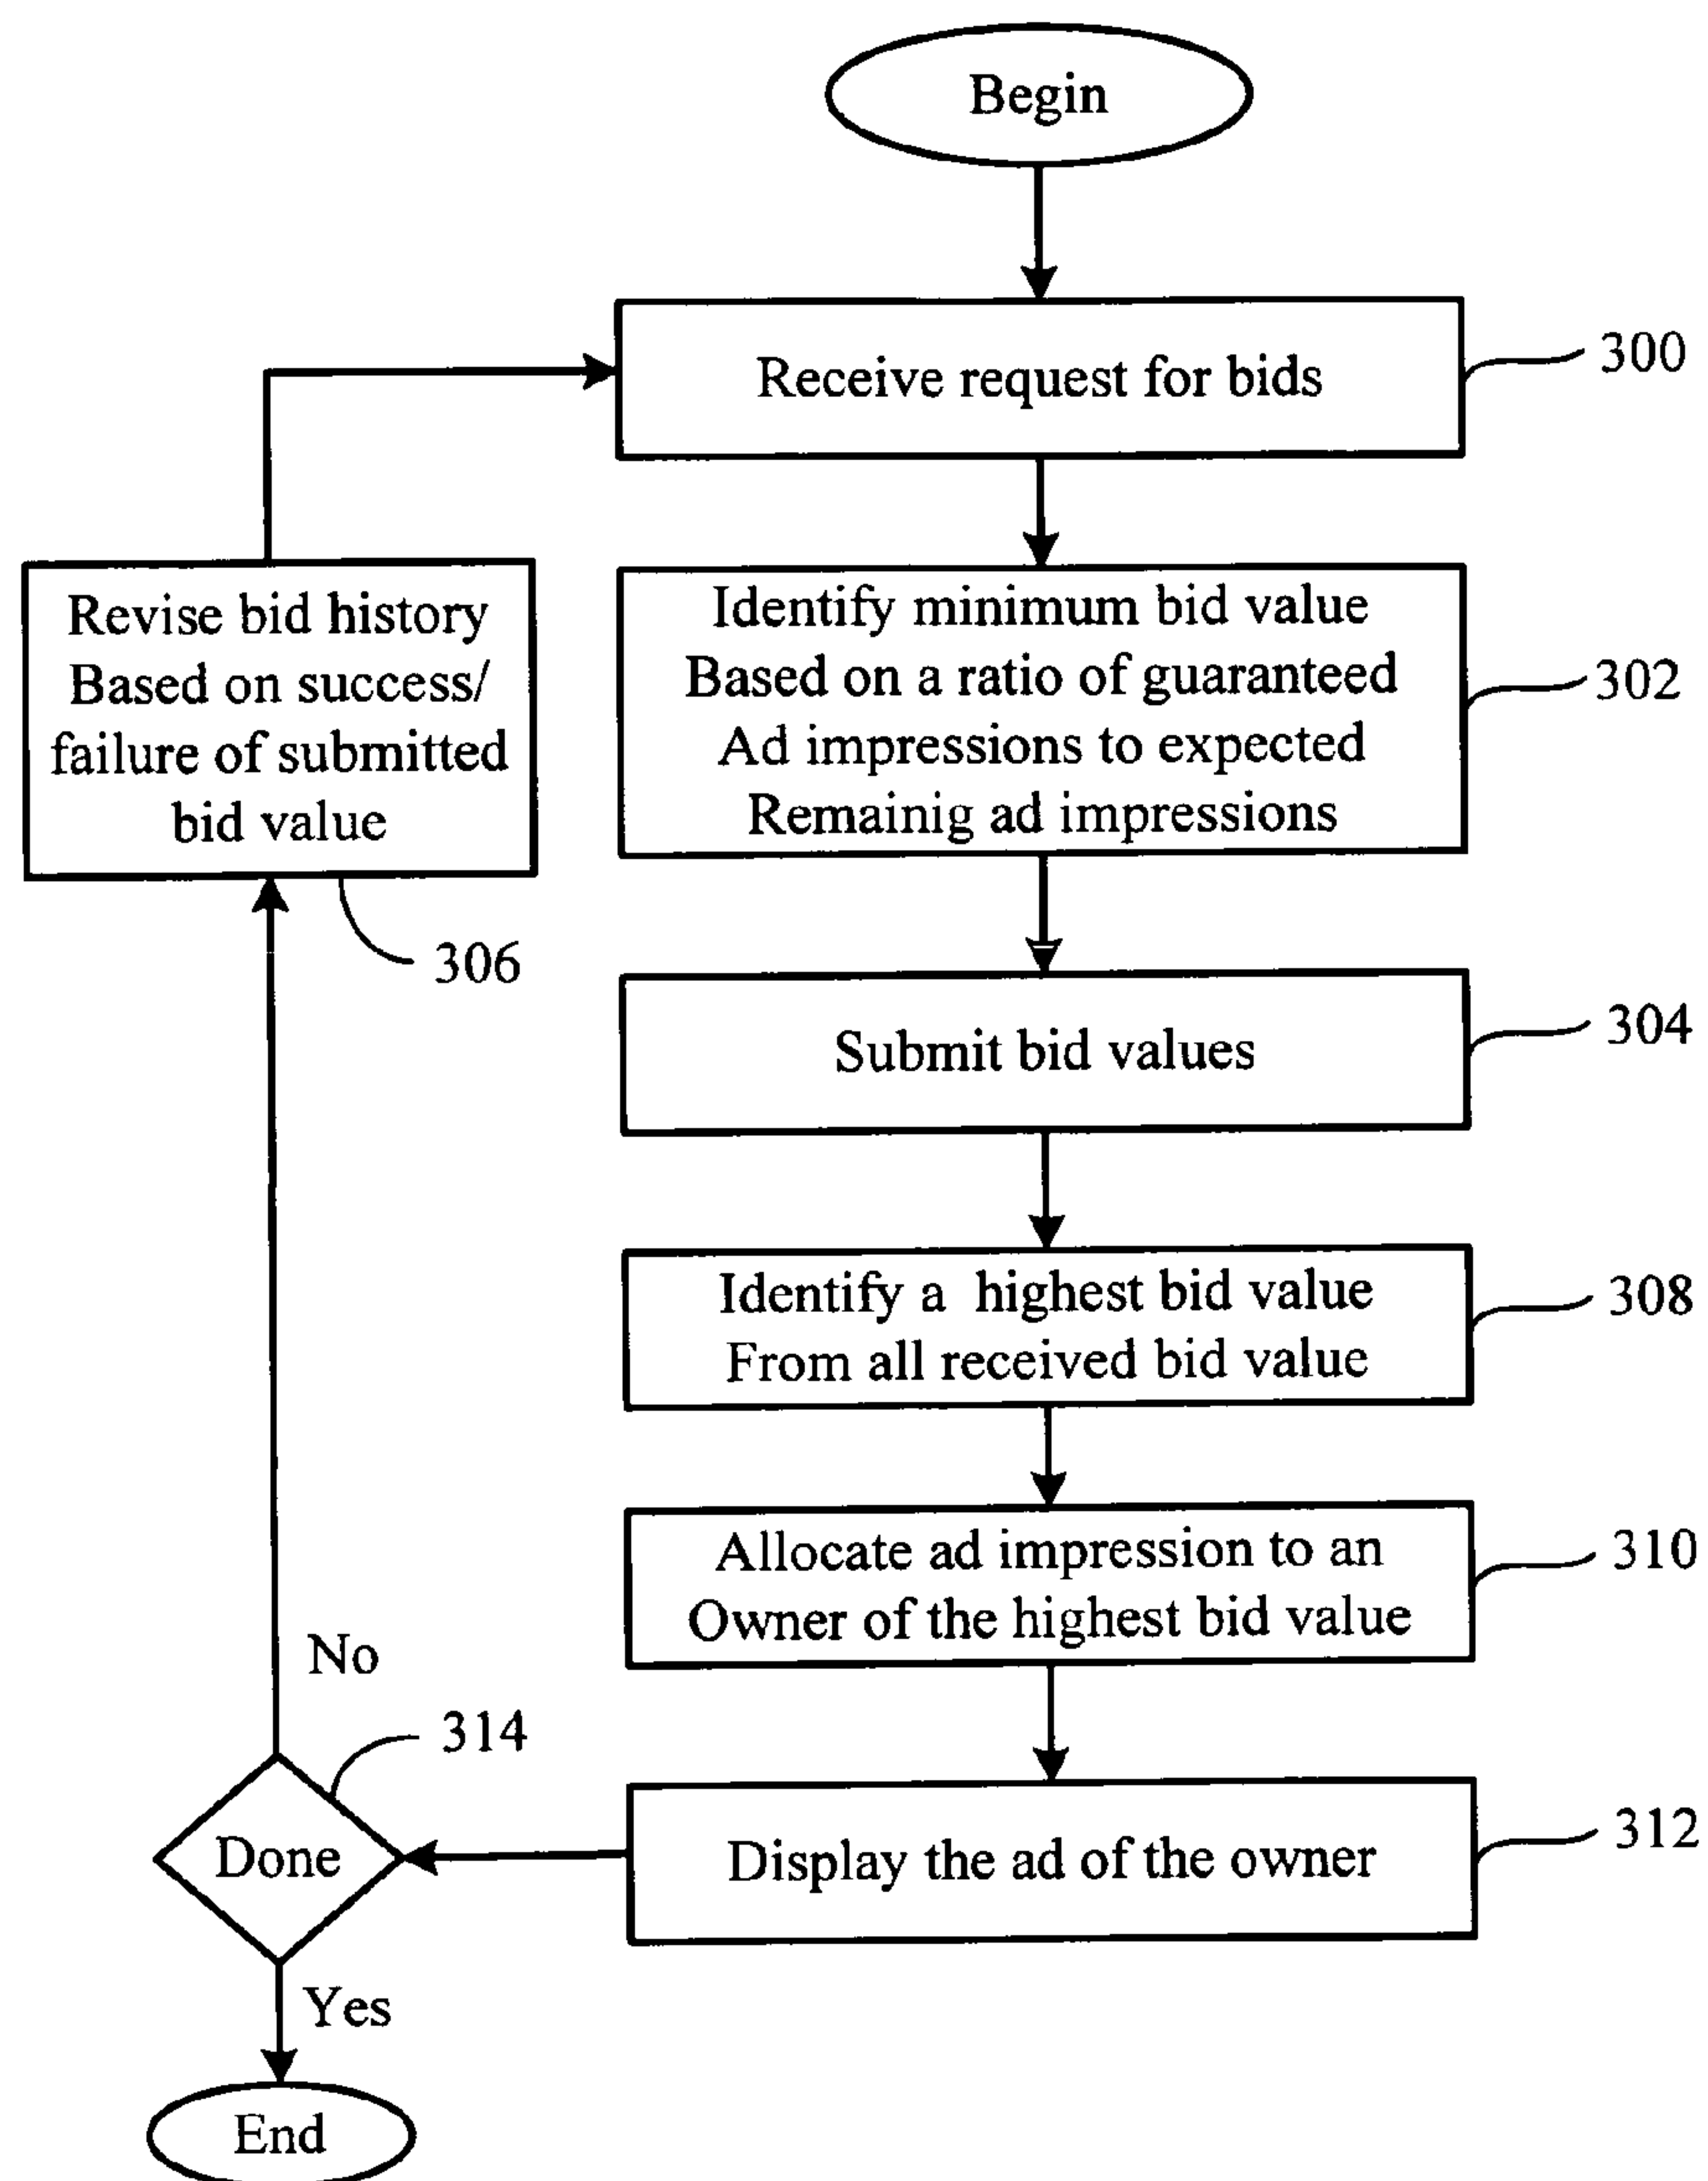 Begin
Receive request for bids
300
Identify minimum bid value
Based on a ratio of guaranteed
Ad impressions to expected
Remainig ad impressions
302
Revise bid history
Based on success/
failure of submitted
bid value
306
Submit bid values
304
Identify a highest bid value
From all received bid value
308
Allocate ad impression to an
Owner of the highest bid value
310
No
314
Done
Display the ad of the owner
312
Yes
End